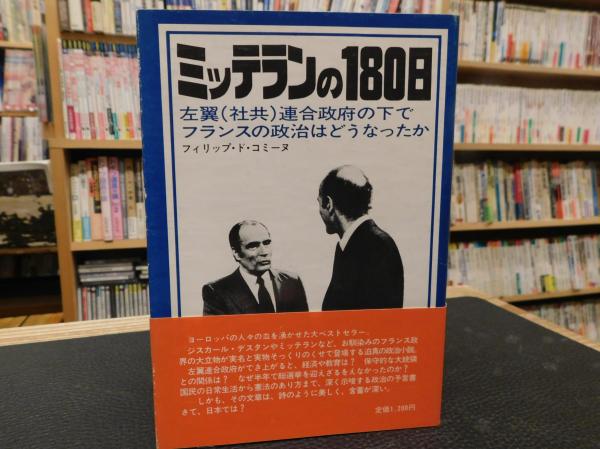 ミッテランの180日
左翼(社共)連合政府の下で
フランスの政治はどうなったか
フィリップ・ド・コミーヌ
ヨーロッパの人々の血を湧かせた大ベストセラー。
ジスカール・デスタンやミッテランなど、お馴染みのフランス政
界の大立物が実名と実物そっくりのくせで登場する迫真の政治小説。
左翼連合政府ができ上がると、経済や教育は？ 保守的な大統領
との関係は？ なぜ半年で総選挙を迎えざるをえなかったのか？
国民の日常生活から憲法のあり方まで、深く示唆する政治の予言書
――しかも、その文章は、詩のように美しく、含蓄が深い。
さて、日本では？
定価1,200円